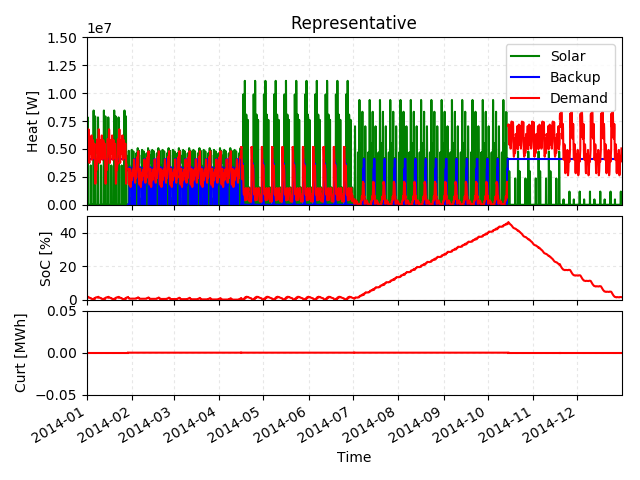 Representative
1e7
1.50
1.25
1.00
0.75
0.50
0.25
0.00
Heat [W]
Solar
Backup
Demand
40
20
0
SoC [%]
0.05
0.00
−0.05
Curt [MWh]
2014-01
2014-02
2014-03
2014-04
2014-05
2014-06
2014-07
2014-08
2014-09
2014-10
2014-11
2014-12
Time